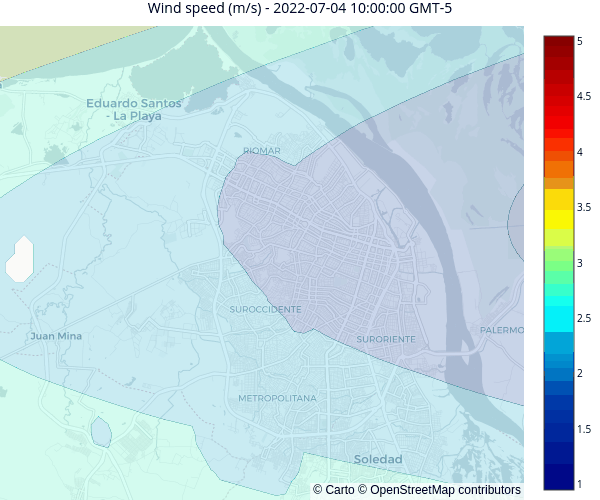 Wind speed (m/s) - 2022-07-04 10:00:00 GMT-5
Eduardo Santos
- La Playa
RIOMAR
SUROCCIDENTE
Juan Mina
SURORIENTE
PALERMO
METROPOLITANA
Soledad
© Carto © OpenStreetMap contributors
5
4.5
4
3.5
3
2.5
2
1.5
1